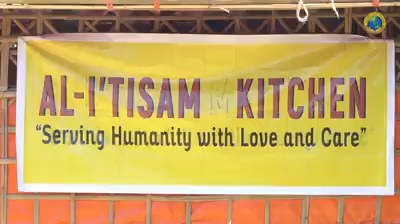 AL-I'TISAM KITCHEN
"Serving Humanity with Love and Care"